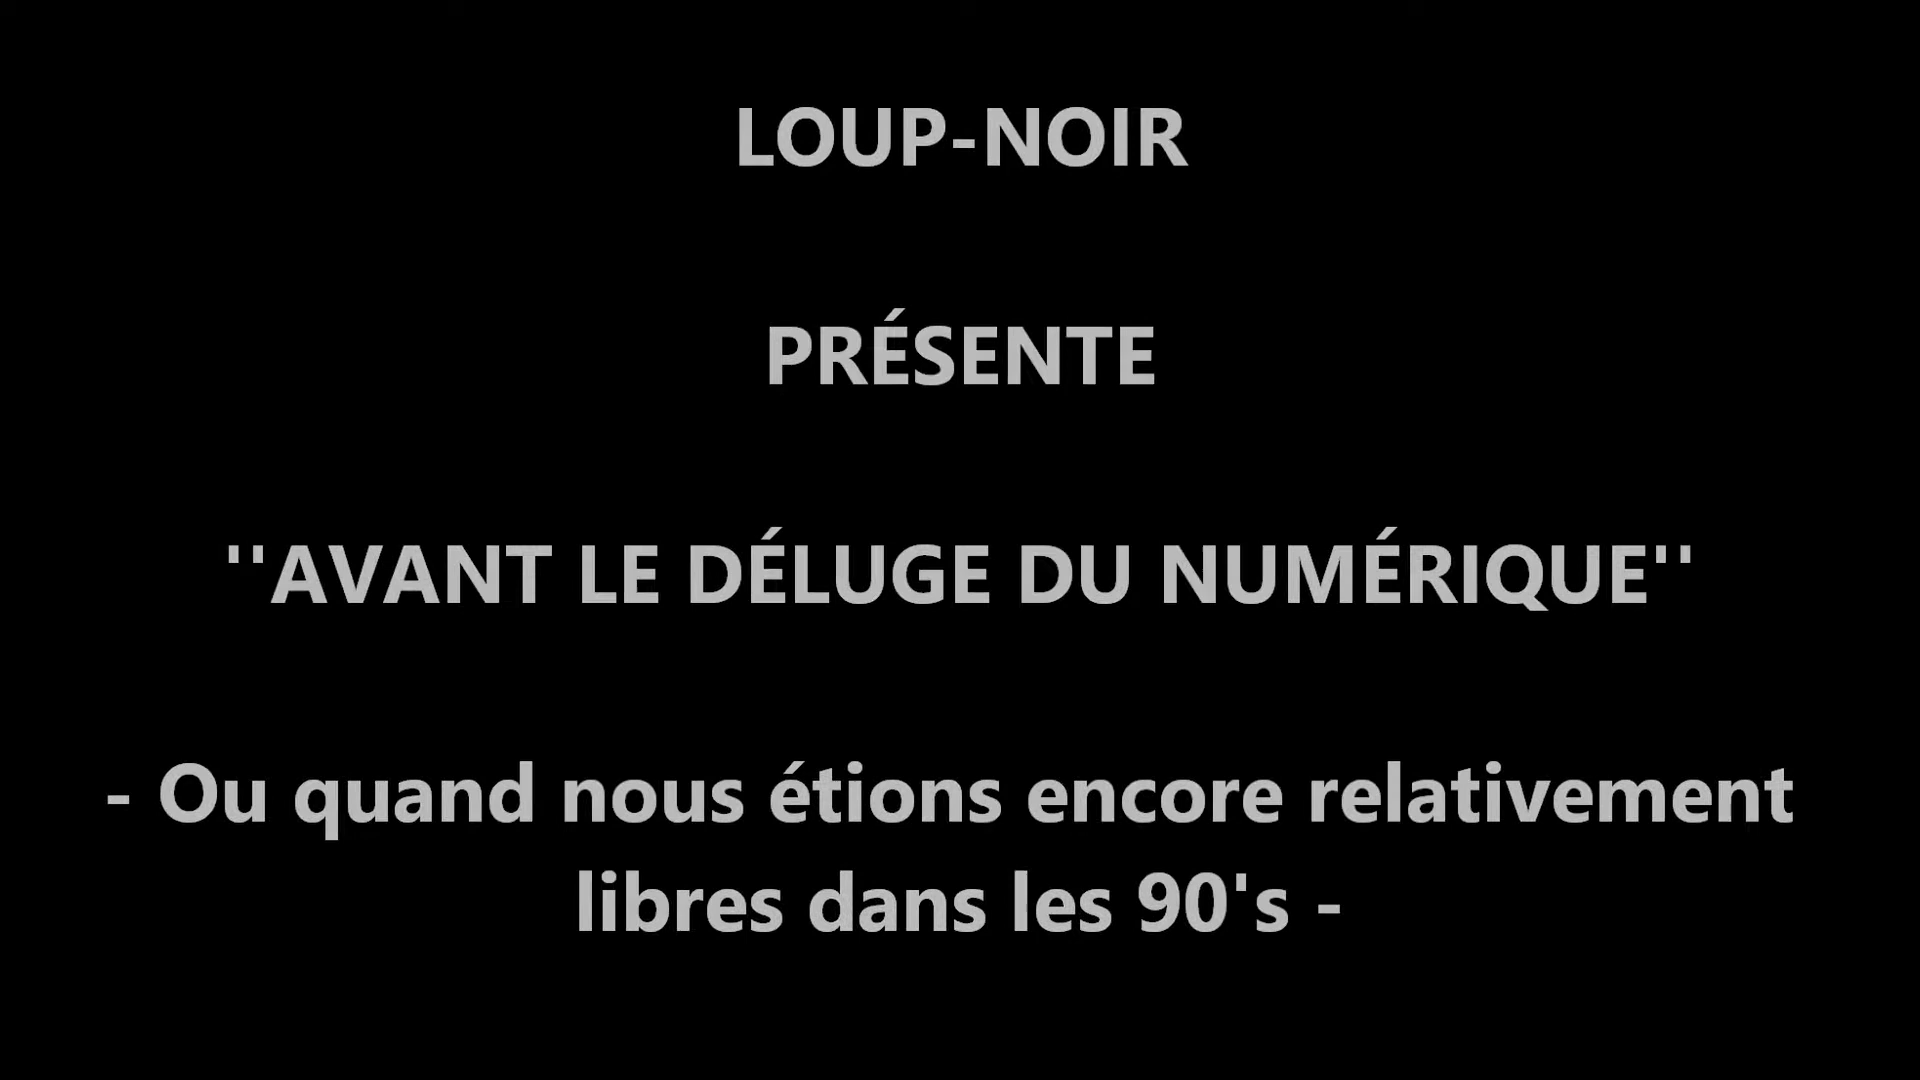 LOUP-NOIR
PRÉSENTE
''AVANT LE DÉLUGE DU NUMÉRIQUE''
- Ou quand nous étions encore relativement
libres dans les 90's -